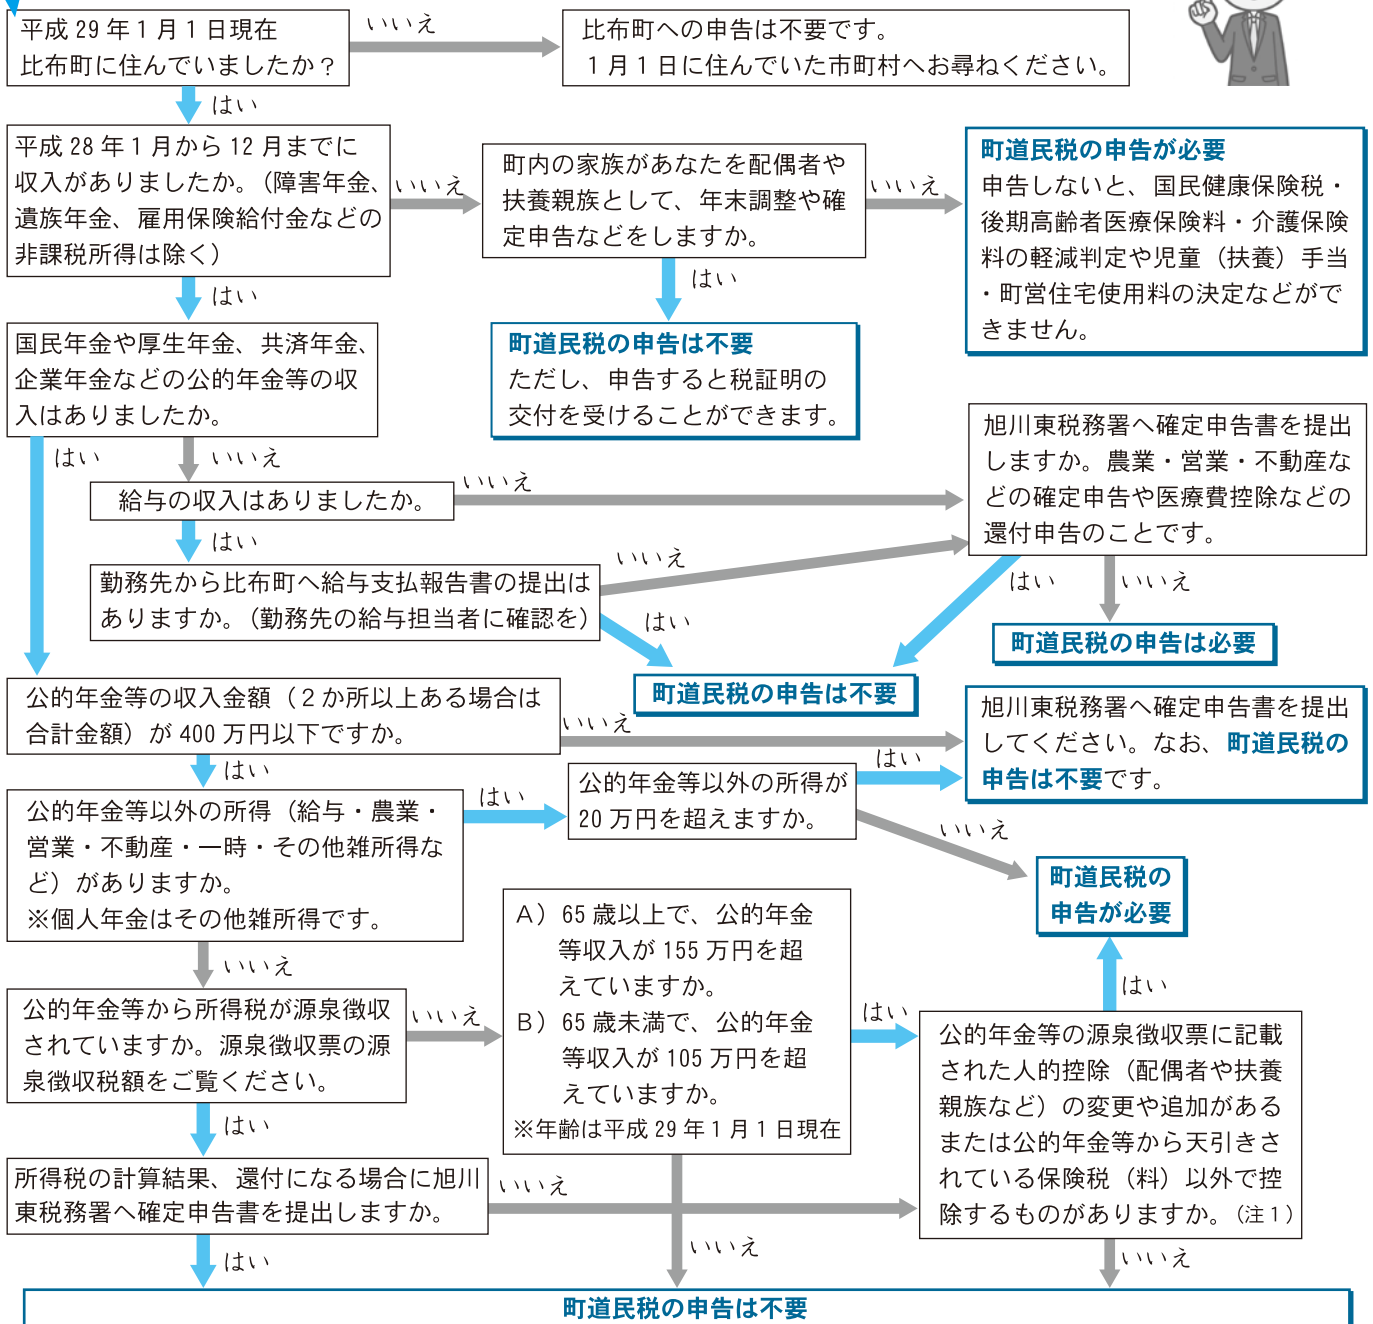 平成29年1月1日現在
比布町に住んでいましたか？
いいえ
比布町への申告は不要です。
1月1日に住んでいた市町村へお尋ねください。
はい
平成28年1月から12月までに
収入がありましたか。（障害年金、
遺族年金、雇用保険給付金などの
非課税所得は除く）
いいえ
町内の家族があなたを配偶者や
扶養親族として、年末調整や確
定申告などをしますか。
いいえ
町道民税の申告が必要
申告しないと、国民健康保険税・
後期高齢者医療保険料・介護保険
料の軽減判定や児童（扶養）手当
・町営住宅使用料の決定などがで
きません。
はい
はい
町道民税の申告は不要
ただし、申告すると税証明の
交付を受けることができます。
国民年金や厚生年金、共済年金、
企業年金などの公的年金等の収
入はありましたか。
はい
いいえ
給与の収入はありましたか。
いいえ
旭川東税務署へ確定申告書を提出
しますか。農業・営業・不動産な
どの確定申告や医療費控除などの
還付申告のことです。
はい
勤務先から比布町へ給与支払報告書の提出は
ありますか。（勤務先の給与担当者に確認を）
いいえ
はい
はい
いいえ
町道民税の申告は必要
町道民税の申告は不要
公的年金等の収入金額（２か所以上ある場合は
合計金額）が400万円以下ですか。
いいえ
旭川東税務署へ確定申告書を提出
してください。なお、町道民税の
申告は不要です。
はい
公的年金等以外の所得（給与・農業・
営業・不動産・一時・その他雑所得な
ど）がありますか。
※個人年金はその他雑所得です。
はい
公的年金等以外の所得が
20万円を超えますか。
はい
いいえ
町道民税の
申告が必要
いいえ
公的年金等から所得税が源泉徴収
されていますか。源泉徴収票の源
泉徴収税額をご覧ください。
いいえ
Ａ）65歳以上で、公的年金
等収入が155万円を超
えていますか。
Ｂ）65歳未満で、公的年金
等収入が105万円を超
えていますか。
※年齢は平成29年1月1日現在
はい
はい
公的年金等の源泉徴収票に記載
された人的控除（配偶者や扶養
親族など）の変更や追加がある
または公的年金等から天引きさ
れている保険税（料）以外で控
除するものがありますか。（注１）
はい
所得税の計算結果、還付になる場合に旭川
東税務署へ確定申告書を提出しますか。
いいえ
はい
いいえ
いいえ
町道民税の申告は不要